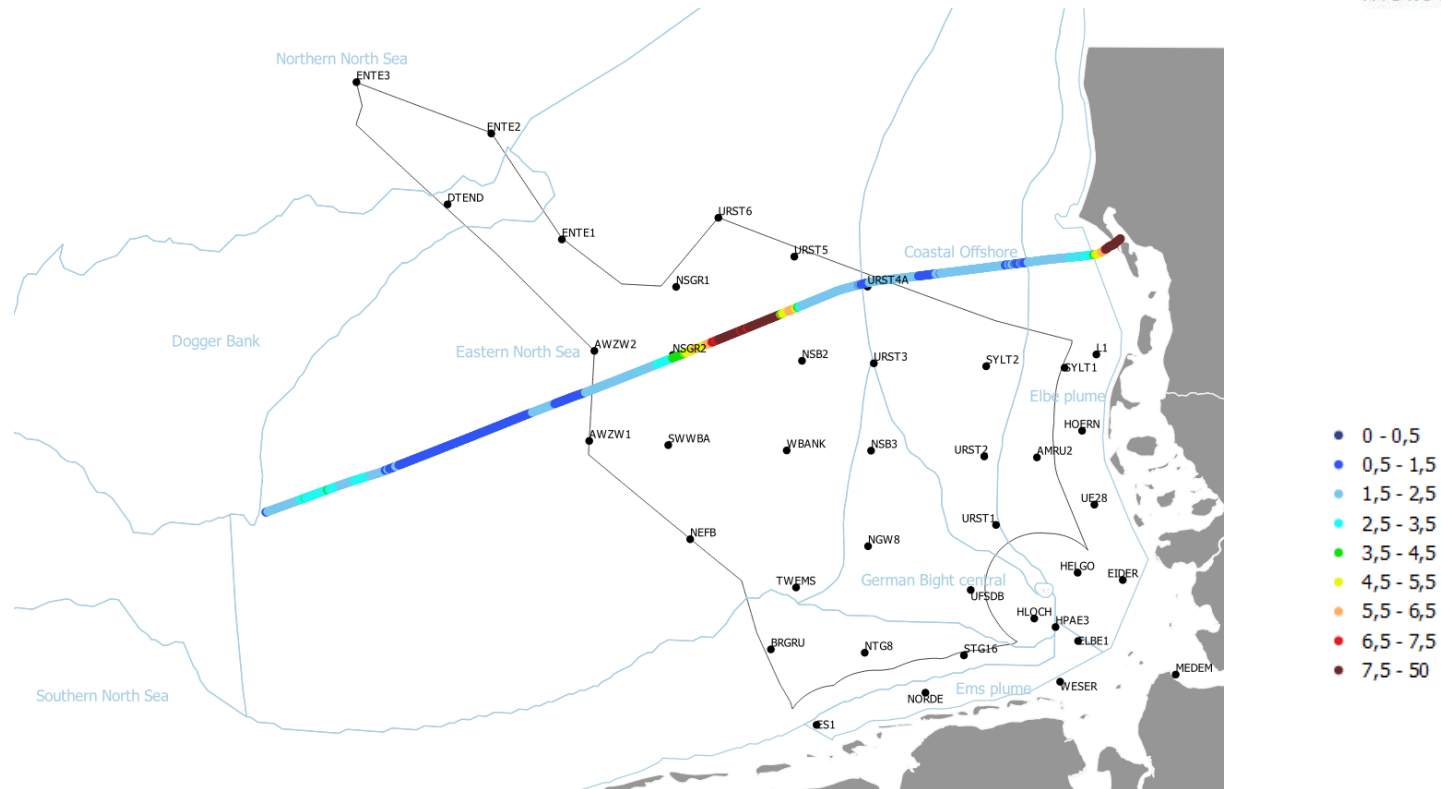 Northern North Sea
ENTE3
ENTE2
DTEND
URST6
ENTE1
URST5
Coastal Offshore
NSGR1
URST4A
Dogger Bank
Eastern North Sea
AWZW2
NSGR2
NSB2
URST3
SYLT2
L1
SYLT1
Elbe plume
HOERN
AWZW1
SWWBA
WBANK
NSB3
URST2
AMRU2
UE28
URST1
NEFB
NGW8
HELGO
EIDER
TWEMS
German Bight central
UFSDB
HLOCH
HPAE3
BRGRU
NTG8
STG16
ELBE1
MEDEM
Southern North Sea
Ems plume
WESER
NORDE
ES1
0 - 0,5
0,5 - 1,5
1,5 - 2,5
2,5 - 3,5
3,5 - 4,5
4,5 - 5,5
5,5 - 6,5
6,5 - 7,5
7,5 - 50